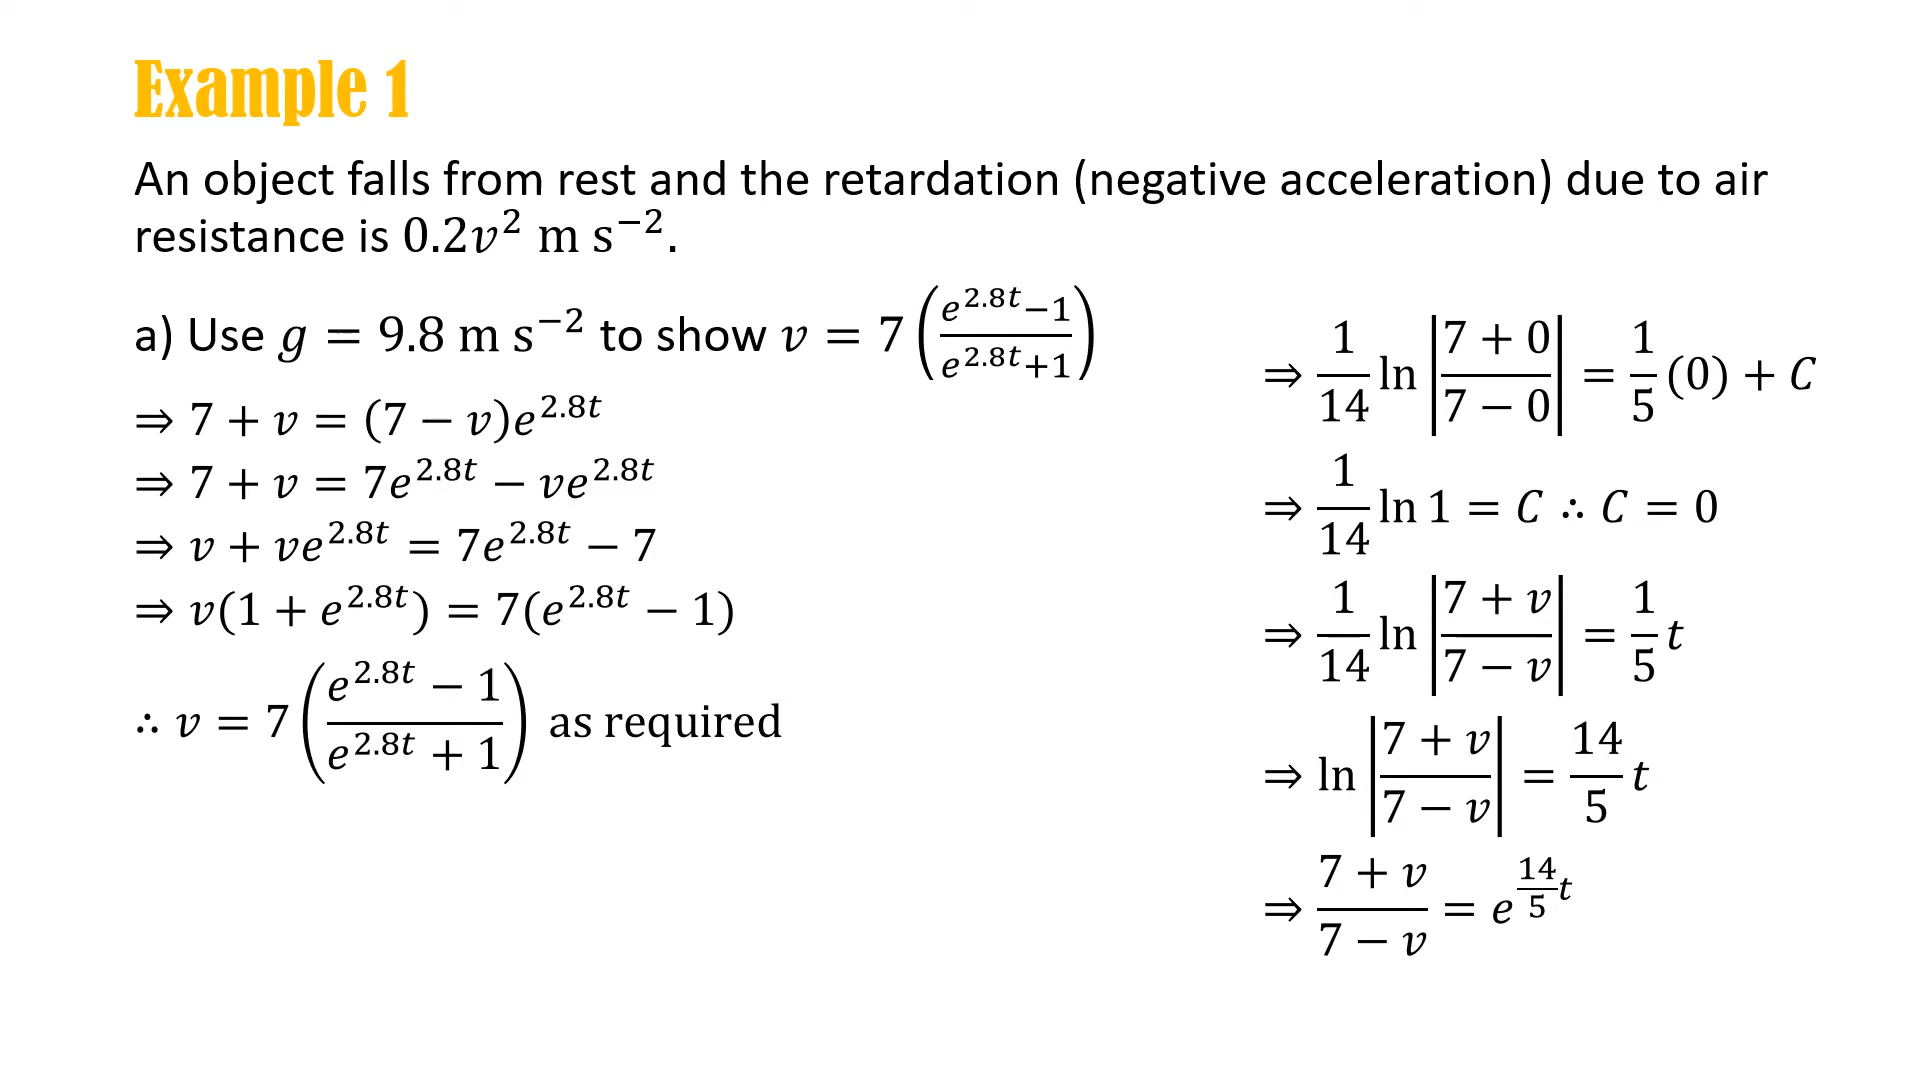 Example 1
An object falls from rest and the retardation (negative acceleration) due to air
resistance is 0.2v² m s⁻².
a) Use g = 9.8 m s⁻² to show v = 7((e^{2.8t}−1)/(e^{2.8t}+1))
⇒ 7 + v = (7 − v)e^{2.8t}
⇒ 7 + v = 7e^{2.8t} − ve^{2.8t}
⇒ v + ve^{2.8t} = 7e^{2.8t} − 7
⇒ v(1 + e^{2.8t}) = 7(e^{2.8t} − 1)
∴ v = 7((e^{2.8t} − 1)/(e^{2.8t} + 1)) as required
⇒ 1/14 ln |(7 + 0)/(7 − 0)| = 1/5 (0) + C
⇒ 1/14 ln 1 = C ∴ C = 0
⇒ 1/14 ln |(7 + v)/(7 − v)| = 1/5 t
⇒ ln |(7 + v)/(7 − v)| = 14/5 t
⇒ (7 + v)/(7 − v) = e^{14/5 t}